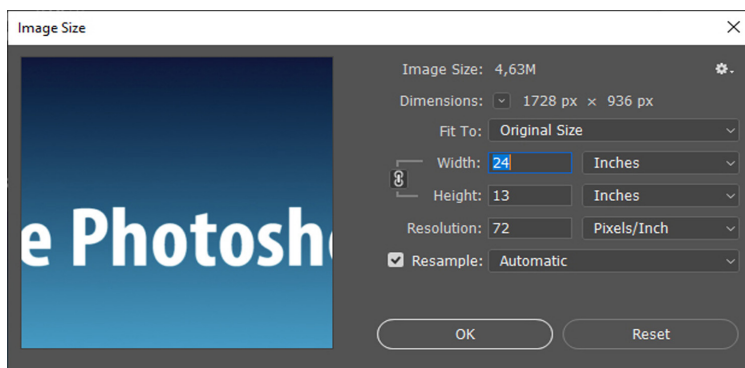 Image Size
Image Size: 4,63M
Dimensions: 1728 px × 936 px
Fit To: Original Size
Width: 24 Inches
Height: 13 Inches
Resolution: 72 Pixels/Inch
Resample: Automatic
OK Reset
e Photosh